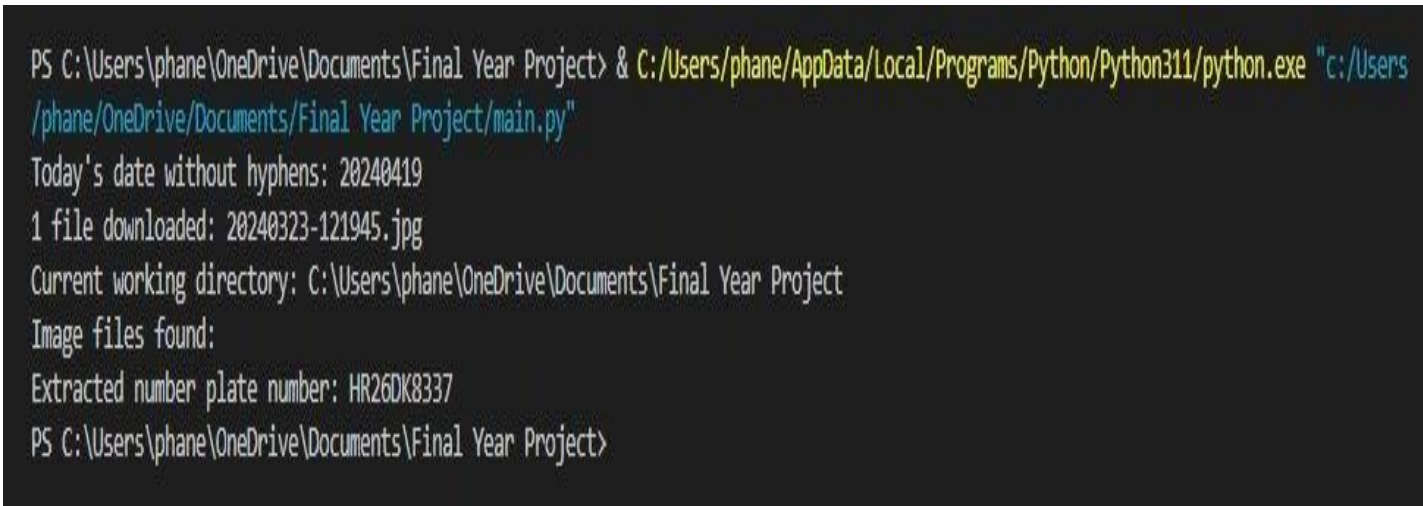 PS C:\Users\phane\OneDrive\Documents\Final Year Project> & C:/Users/phane/AppData/Local/Programs/Python/Python311/python.exe "c:/Users
/phane/OneDrive/Documents/Final Year Project/main.py"
Today's date without hyphens: 20240419
1 file downloaded: 20240323-121945.jpg
Current working directory: C:\Users\phane\OneDrive\Documents\Final Year Project
Image files found:
Extracted number plate number: HR26DK8337
PS C:\Users\phane\OneDrive\Documents\Final Year Project>